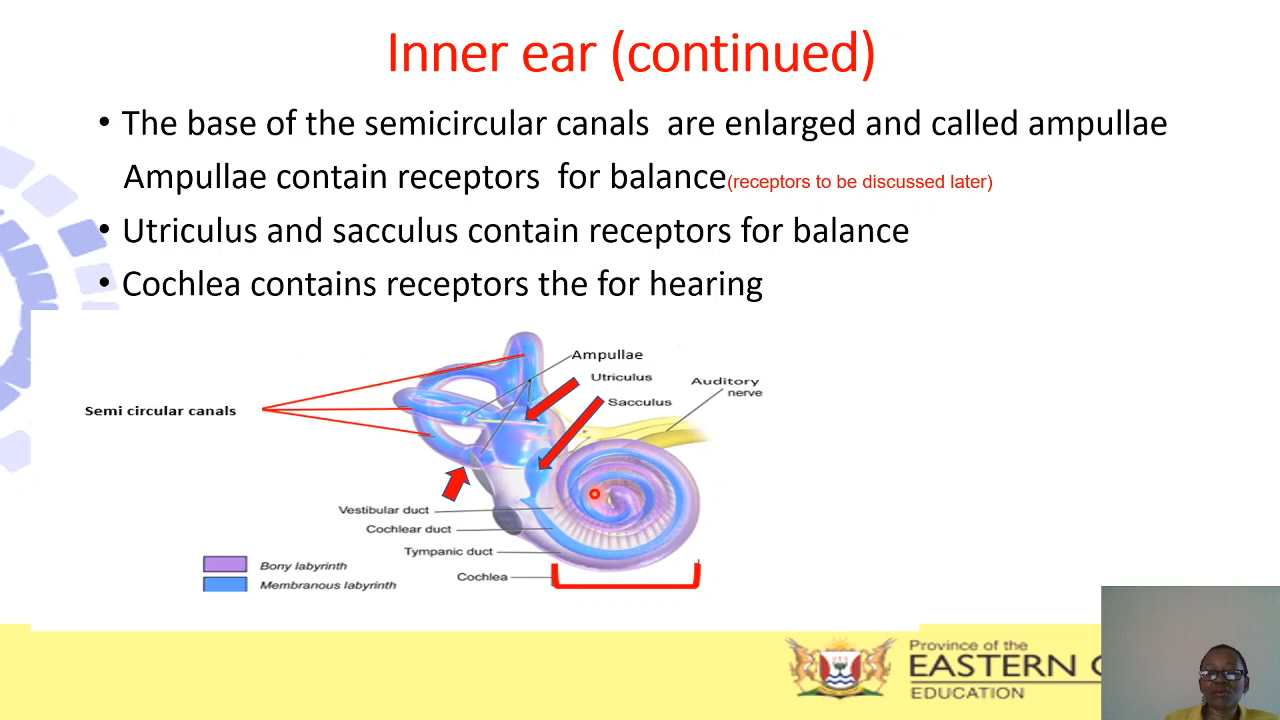 Inner ear (continued)
• The base of the semicircular canals are enlarged and called ampullae
Ampullae contain receptors for balance(receptors to be discussed later)
• Utriculus and sacculus contain receptors for balance
• Cochlea contains receptors the for hearing
Ampullae
Utriculus
Auditory
nerve
Sacculus
Semi circular canals
Vestibular duct
Cochlear duct
Tympanic duct
Cochlea
Bony labyrinth
Membranous labyrinth
Province of the
EASTERN C
EDUCATION